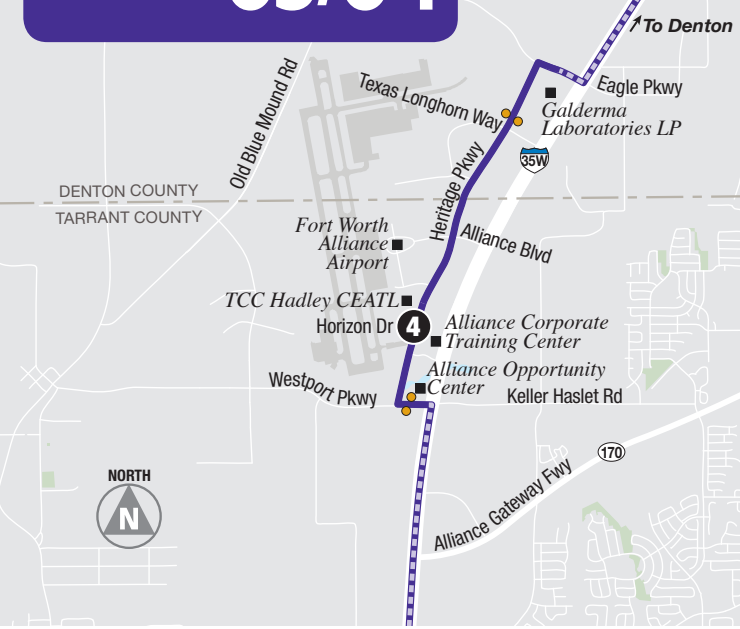 To Denton
Eagle Pkwy
Texas Longhorn Way
Galderma
Laboratories LP
Old Blue Mound Rd
35W
DENTON COUNTY
TARRANT COUNTY
Heritage Pkwy
Fort Worth
Alliance
Airport
Alliance Blvd
TCC Hadley CEATL
Horizon Dr
4
Alliance Corporate
Training Center
Alliance Opportunity
Center
Westport Pkwy
Keller Haslet Rd
170
NORTH
N
Alliance Gateway Fwy